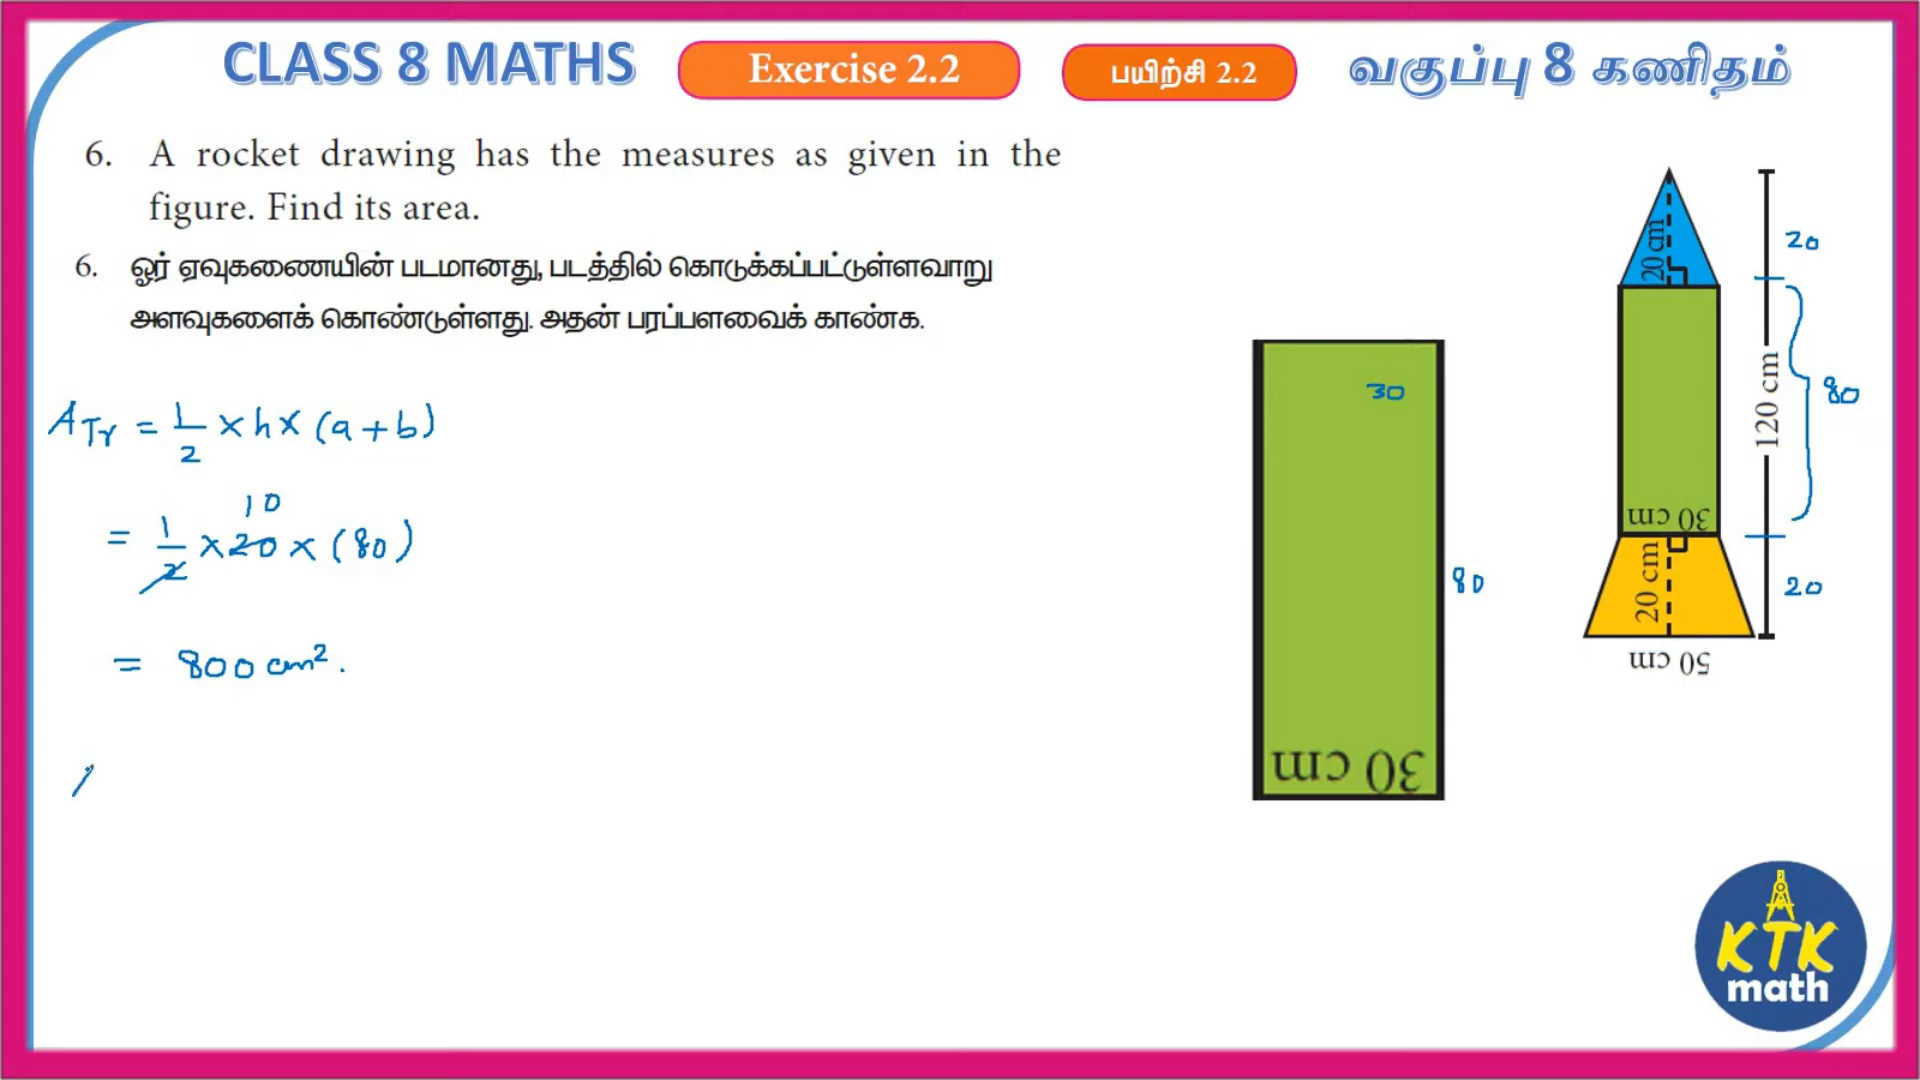 CLASS 8 MATHS
Exercise 2.2
பயிற்சி 2.2
வகுப்பு 8 கணிதம்
6. A rocket drawing has the measures as given in the
figure. Find its area.
6. ஓர் ஏவுகணையின் படமானது, படத்தில் கொடுக்கப்பட்டுள்ளவாறு
அளவுகளைக் கொண்டுள்ளது. அதன் பரப்பளவைக் காண்க.
A Tr = 1/2 × h × (a + b)
10
= 1/2 × 20 × (80)
= 800 cm².
30
80
30 cm
20 cm
20
120 cm
80
30 cm
20 cm
20
50 cm
KTK
math